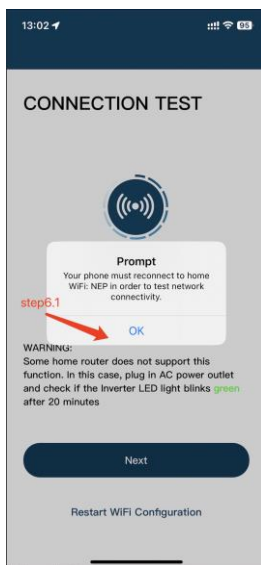 13:02
95
CONNECTION TEST
Prompt
Your phone must reconnect to home
WiFi: NEP in order to test network
connectivity.
step6.1
OK
WARNING:
Some home router does not support this
function. In this case, plug in AC power outlet
and check if the Inverter LED light blinks green
after 20 minutes
Next
Restart WiFi Configuration